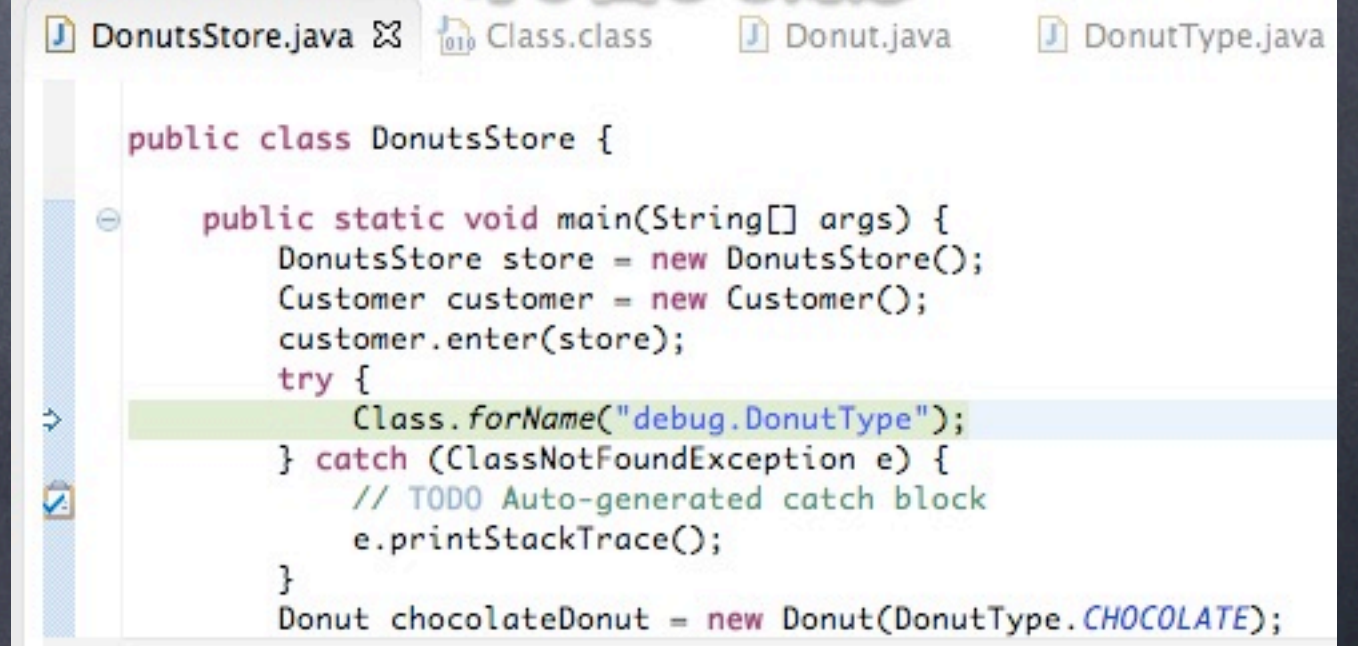 DonutsStore.java Class.class Donut.java DonutType.java
public class DonutsStore {
public static void main(String[] args) {
DonutsStore store = new DonutsStore();
Customer customer = new Customer();
customer.enter(store);
try {
Class.forName("debug.DonutType");
} catch (ClassNotFoundException e) {
// TODO Auto-generated catch block
e.printStackTrace();
}
Donut chocolateDonut = new Donut(DonutType.CHOCOLATE);